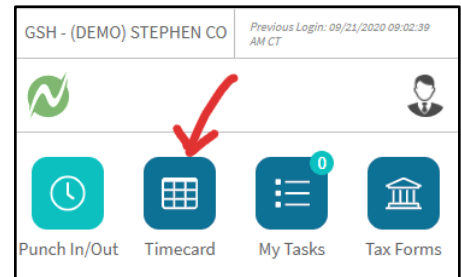 GSH - (DEMO) STEPHEN CO
Previous Login: 09/21/2020 09:02:39
AM CT
0
Punch In/Out
Timecard
My Tasks
Tax Forms